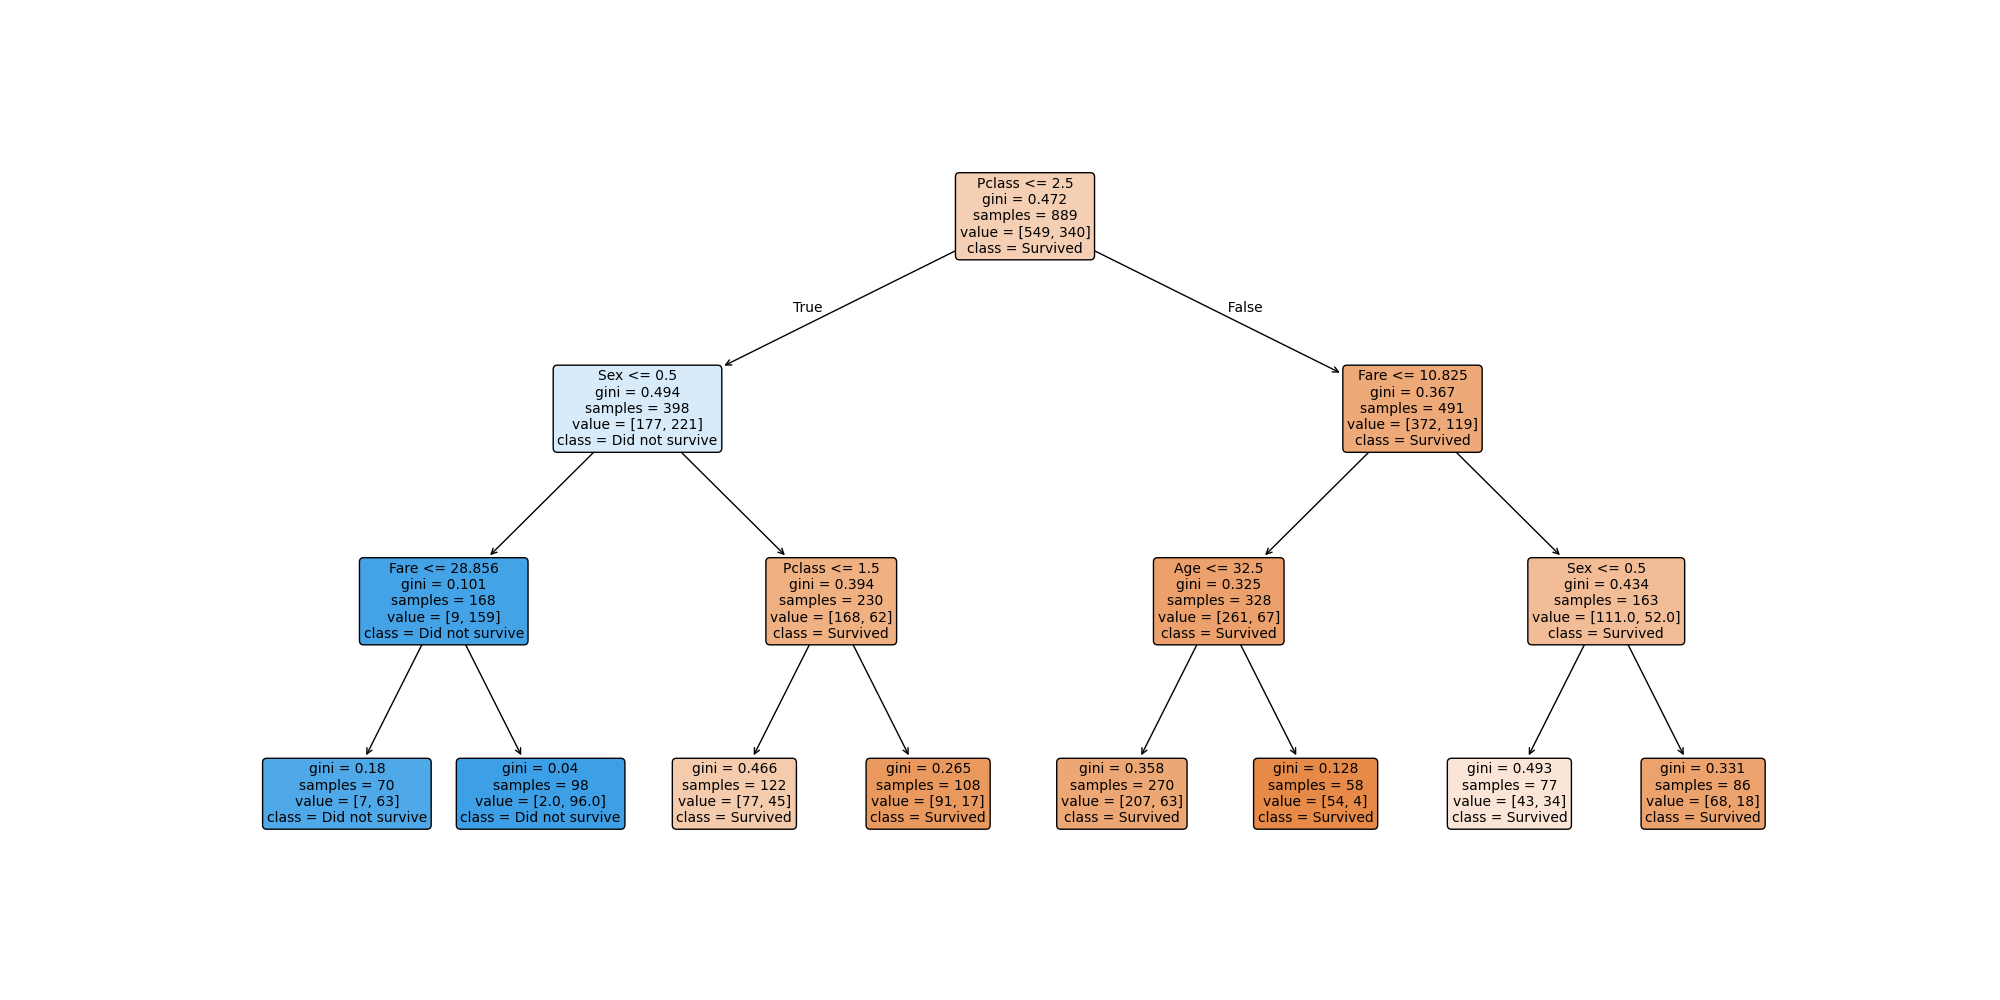 Pclass <= 2.5
gini = 0.472
samples = 889
value = [549, 340]
class = Survived
True
False
Sex <= 0.5
gini = 0.494
samples = 398
value = [177, 221]
class = Did not survive
Fare <= 10.825
gini = 0.367
samples = 491
value = [372, 119]
class = Survived
Fare <= 28.856
gini = 0.101
samples = 168
value = [9, 159]
class = Did not survive
Pclass <= 1.5
gini = 0.394
samples = 230
value = [168, 62]
class = Survived
Age <= 32.5
gini = 0.325
samples = 328
value = [261, 67]
class = Survived
Sex <= 0.5
gini = 0.434
samples = 163
value = [111.0, 52.0]
class = Survived
gini = 0.18
samples = 70
value = [7, 63]
class = Did not survive
gini = 0.04
samples = 98
value = [2.0, 96.0]
class = Did not survive
gini = 0.466
samples = 122
value = [77, 45]
class = Survived
gini = 0.265
samples = 108
value = [91, 17]
class = Survived
gini = 0.358
samples = 270
value = [207, 63]
class = Survived
gini = 0.128
samples = 58
value = [54, 4]
class = Survived
gini = 0.493
samples = 77
value = [43, 34]
class = Survived
gini = 0.331
samples = 86
value = [68, 18]
class = Survived